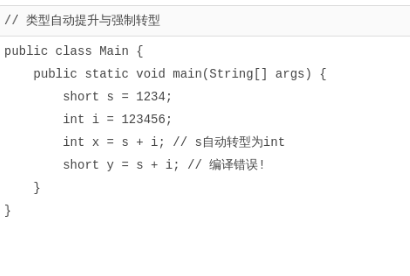 // 类型自动提升与强制转型
public class Main {
    public static void main(String[] args) {
        short s = 1234;
        int i = 123456;
        int x = s + i; // s自动转型为int
        short y = s + i; // 编译错误!
    }
}